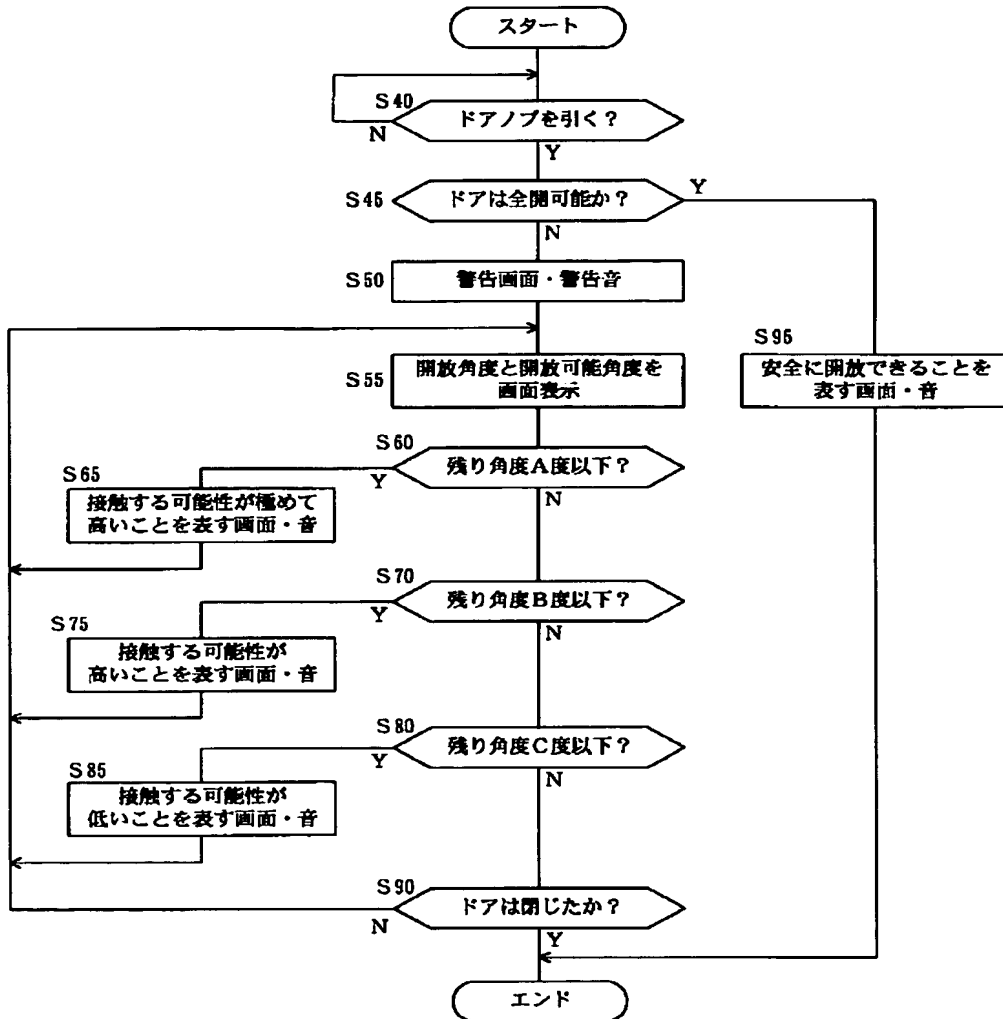 スタート
S40
ドアノブを引く?
N
Y
S45
ドアは全開可能か?
Y
N
S50
警告画面・警告音
S55
開放角度と開放可能角度を
画面表示
S95
安全に開放できることを
表す画面・音
S60
残り角度A度以下?
Y
N
S65
接触する可能性が極めて
高いことを表す画面・音
S70
残り角度B度以下?
Y
N
S75
接触する可能性が
高いことを表す画面・音
S80
残り角度C度以下?
Y
N
S85
接触する可能性が
低いことを表す画面・音
S90
ドアは閉じたか?
N
Y
エンド